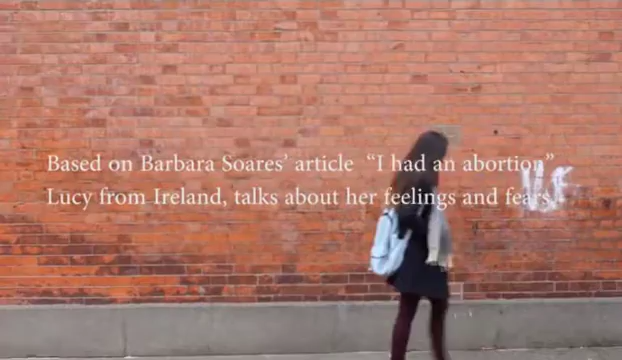 Based on Barbara Soares’ article “I had an abortion”
Lucy from Ireland, talks about her feelings and fears.